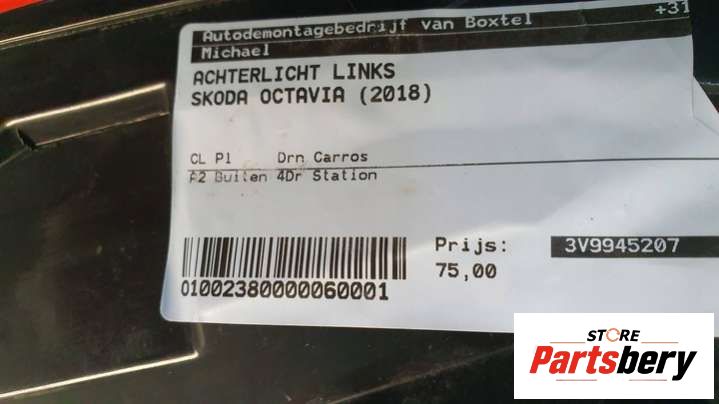 Autodemontagebedrijf van Boxtel +31
Michael
ACHTERLICHT LINKS
SKODA OCTAVIA (2018)
CL P1 Drn Carros
A2 Buiten 4Dr Station
Prijs: 3V9945207
75,00
01002380000060001
STORE
Partsbery